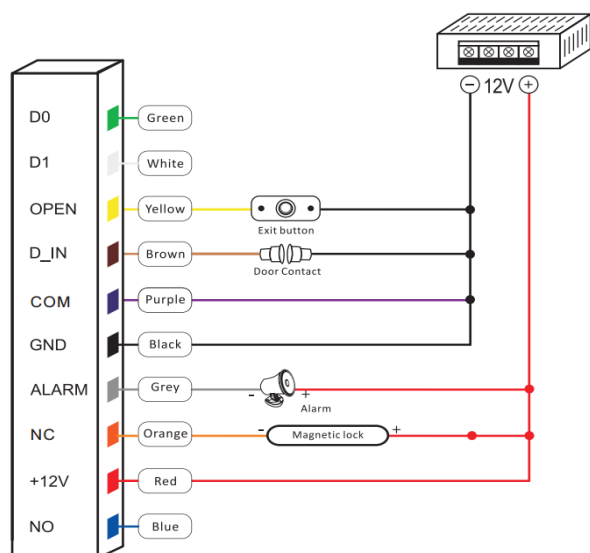 − 12V +
D0 Green
D1 White
OPEN Yellow
Exit button
D_IN Brown
Door Contact
COM Purple
GND Black
ALARM Grey - +
Alarm
NC Orange - Magnetic lock +
+12V Red
NO Blue